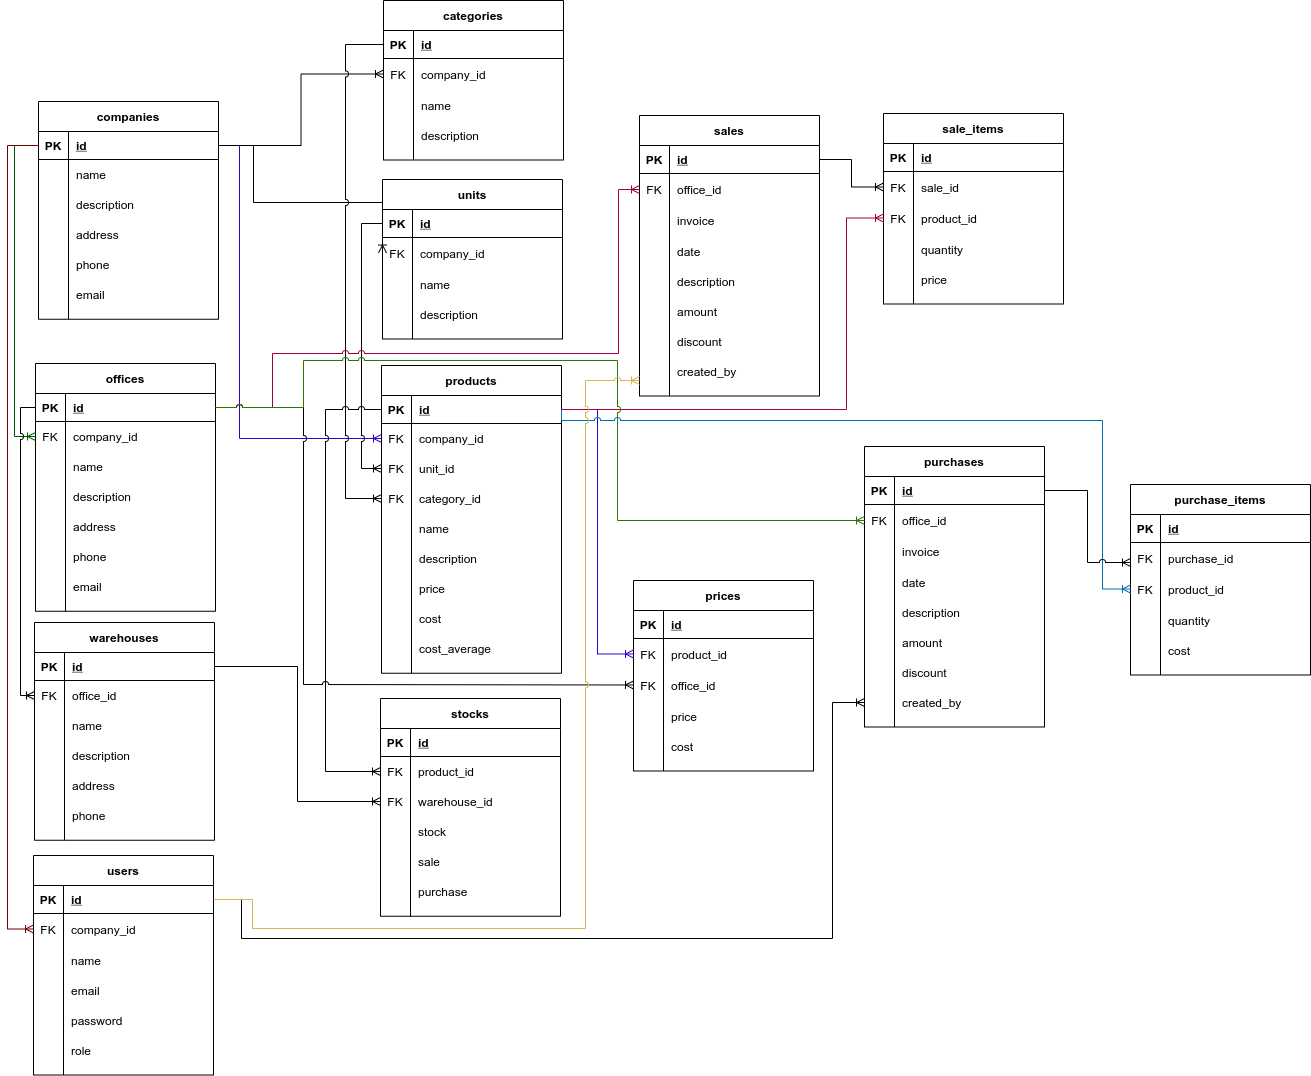 categories
PK id
FK company_id
name
description
companies
PK id
name
description
address
phone
email
units
PK id
FK company_id
name
description
sales
PK id
FK office_id
invoice
date
description
amount
discount
created_by
sale_items
PK id
FK sale_id
FK product_id
quantity
price
offices
PK id
FK company_id
name
description
address
phone
email
products
PK id
FK company_id
FK unit_id
FK category_id
name
description
price
cost
cost_average
purchases
PK id
FK office_id
invoice
date
description
amount
discount
created_by
purchase_items
PK id
FK purchase_id
FK product_id
quantity
cost
prices
PK id
FK product_id
FK office_id
price
cost
warehouses
PK id
FK office_id
name
description
address
phone
stocks
PK id
FK product_id
FK warehouse_id
stock
sale
purchase
users
PK id
FK company_id
name
email
password
role